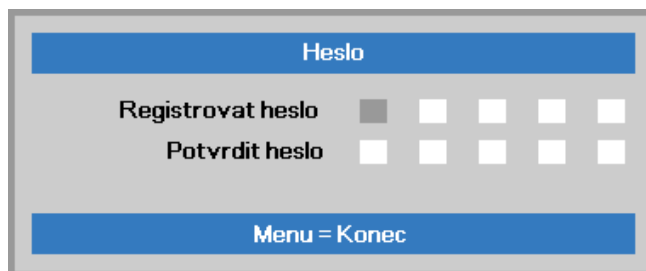 Heslo
Registrovat heslo
Potvrdit heslo
Menu = Konec